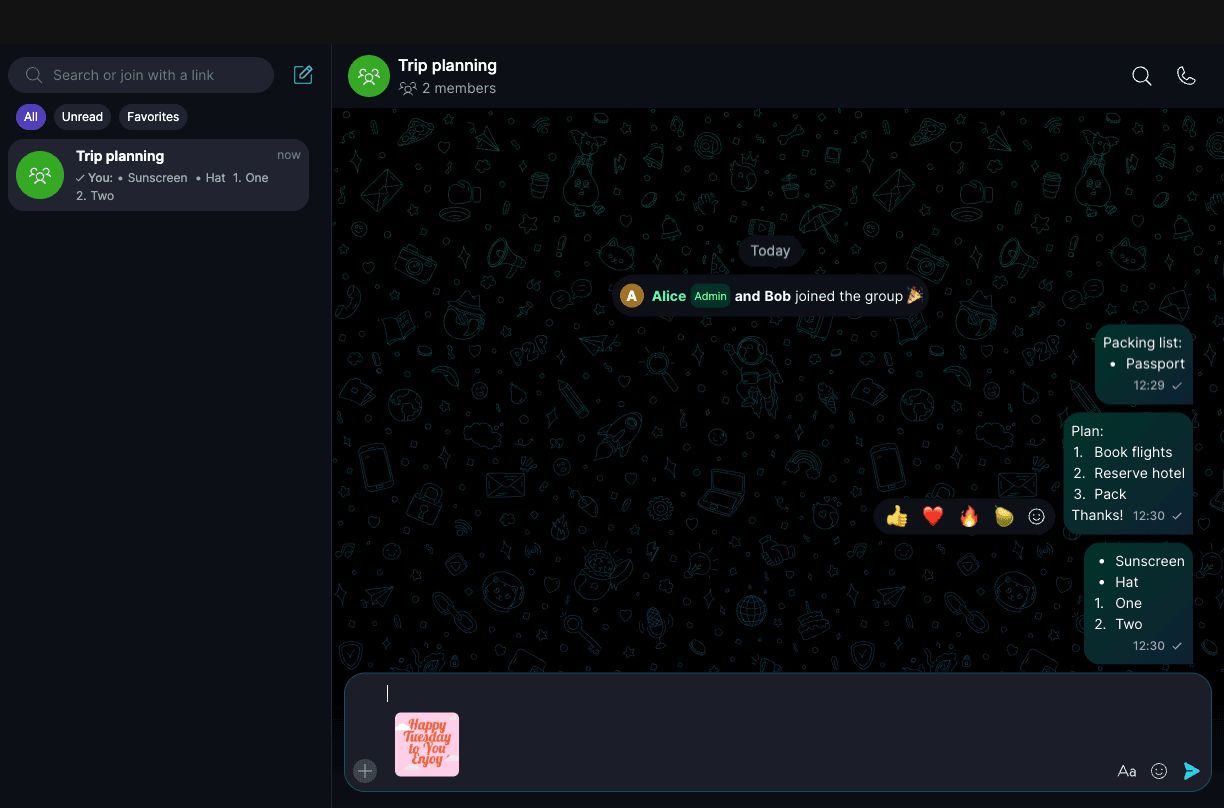 Search or join with a link
All Unread Favorites
Trip planning now
You: • Sunscreen • Hat 1. One
2. Two
Trip planning
2 members
Today
A Alice Admin and Bob joined the group
Packing list:
• Passport
12:29
Plan:
1. Book flights
2. Reserve hotel
3. Pack
Thanks! 12:30
• Sunscreen
• Hat
1. One
2. Two
12:30
Happy
Tuesday
to You
Enjoy
Aa